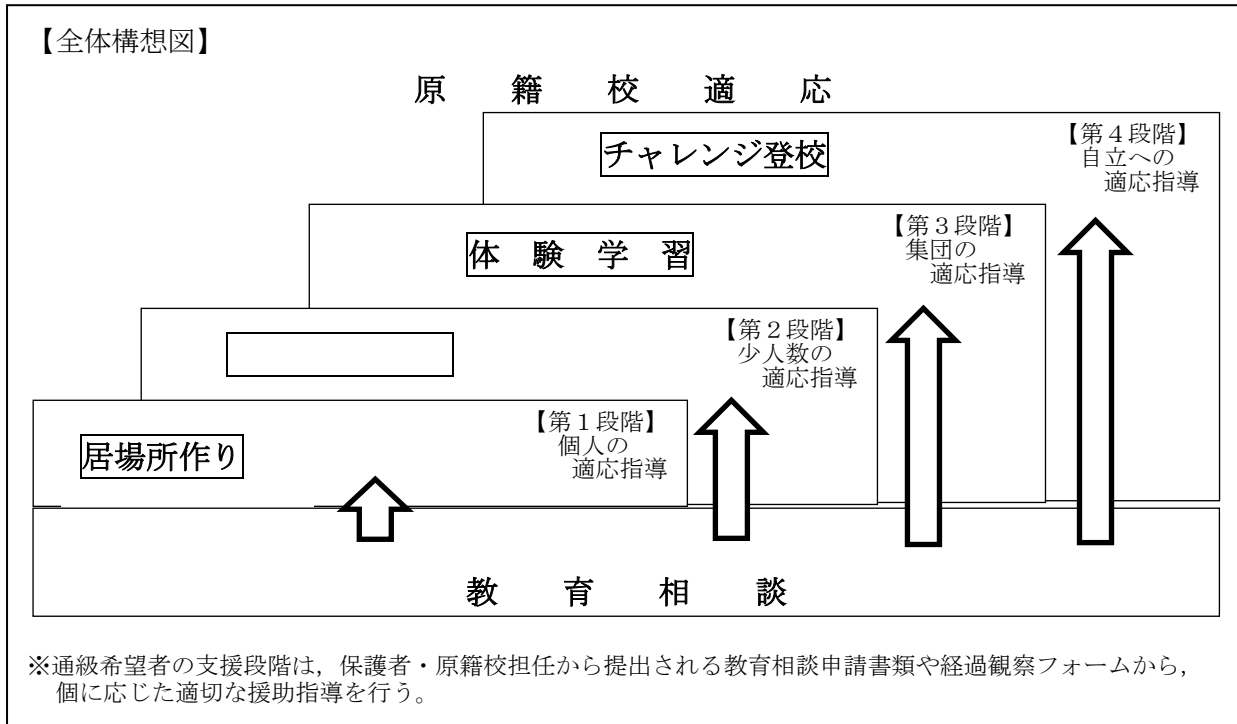 【全体構想図】
原籍校適応
チャレンジ登校
【第４段階】
自立への
適応指導
体験学習
【第３段階】
集団の
適応指導
【第２段階】
少人数の
適応指導
居場所作り
【第１段階】
個人の
適応指導
教育相談
※通級希望者の支援段階は，保護者・原籍校担任から提出される教育相談申請書類や経過観察フォームから，
個に応じた適切な援助指導を行う。